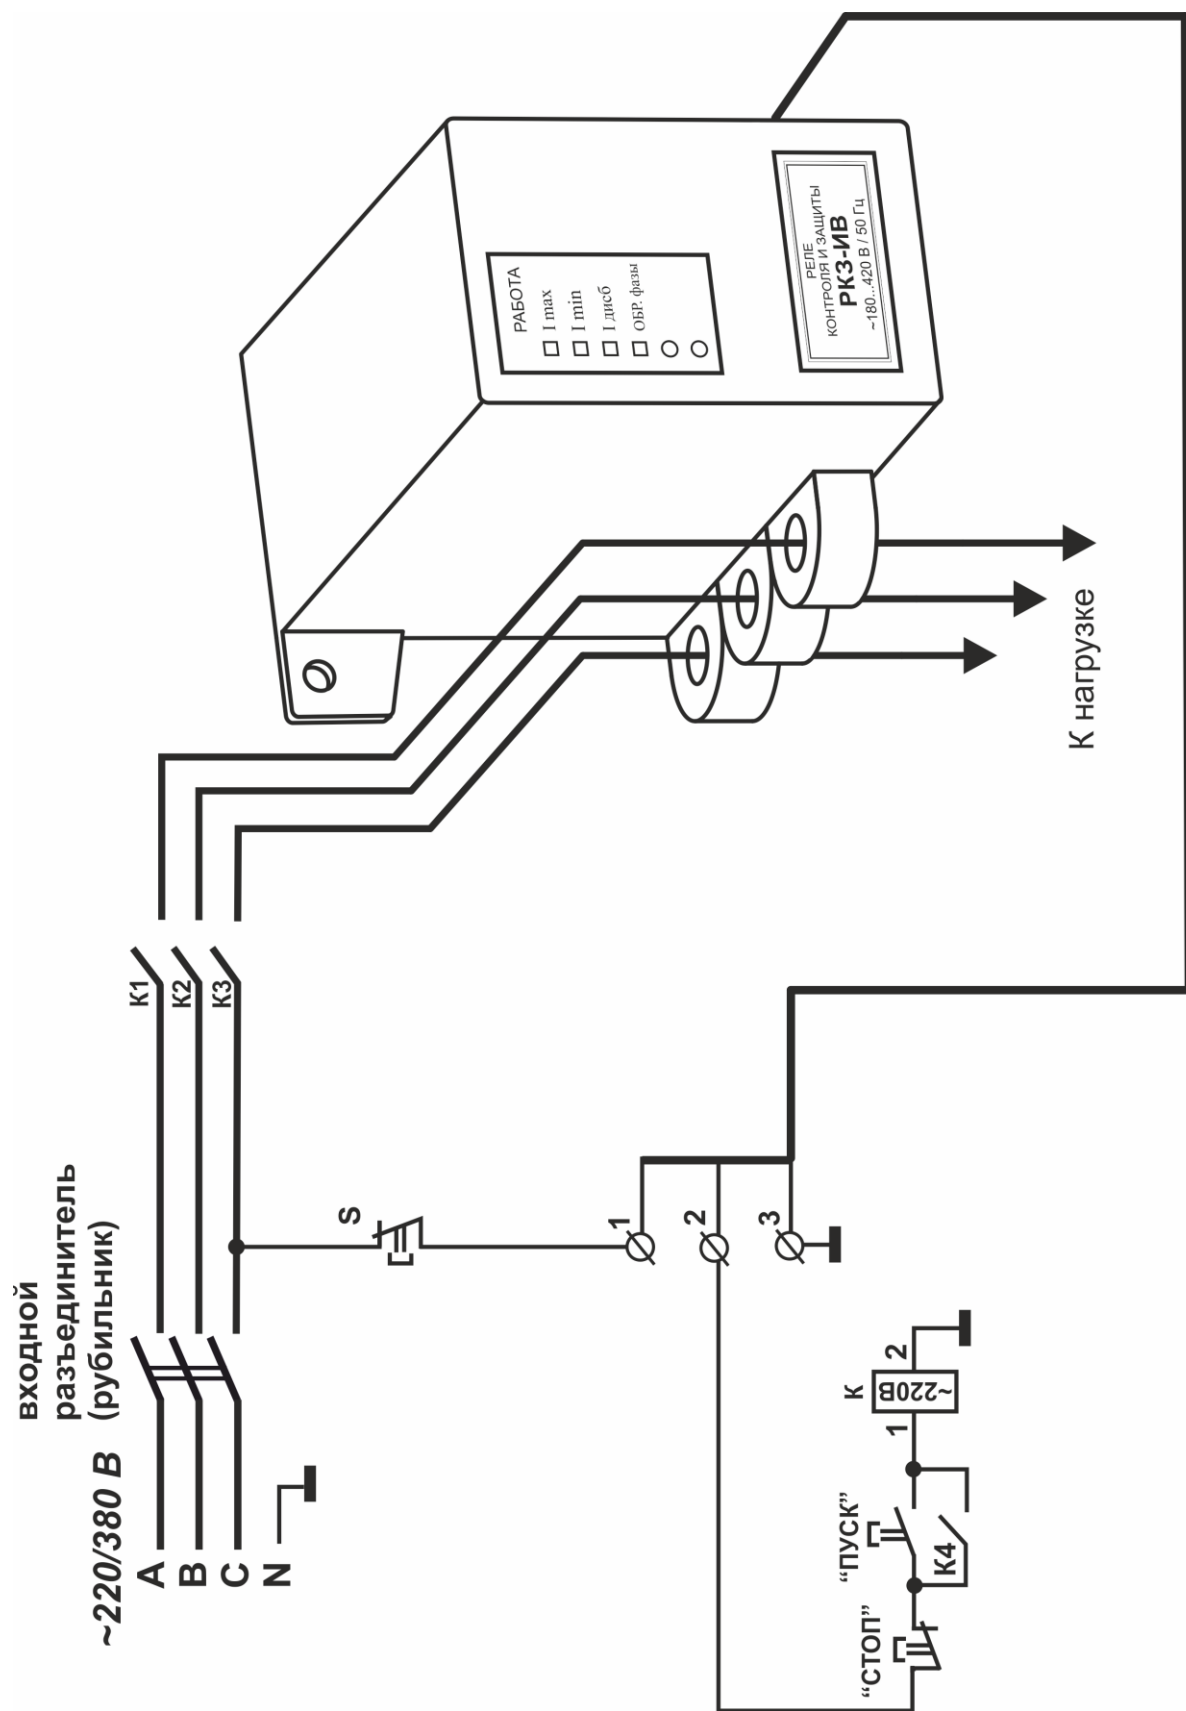 входной
разъединитель
(рубильник)
~220/380 В
A
B
C
N
K1
K2
K3
S
1
2
3
РАБОТА
I max
I min
I дисб
ОБР. фазы
РЕЛЕ
КОНТРОЛЯ И ЗАЩИТЫ
РКЗ-ИВ
~180...420 В / 50 Гц
К нагрузке
“СТОП”
“ПУСК”
K4
K
1
~220В
2